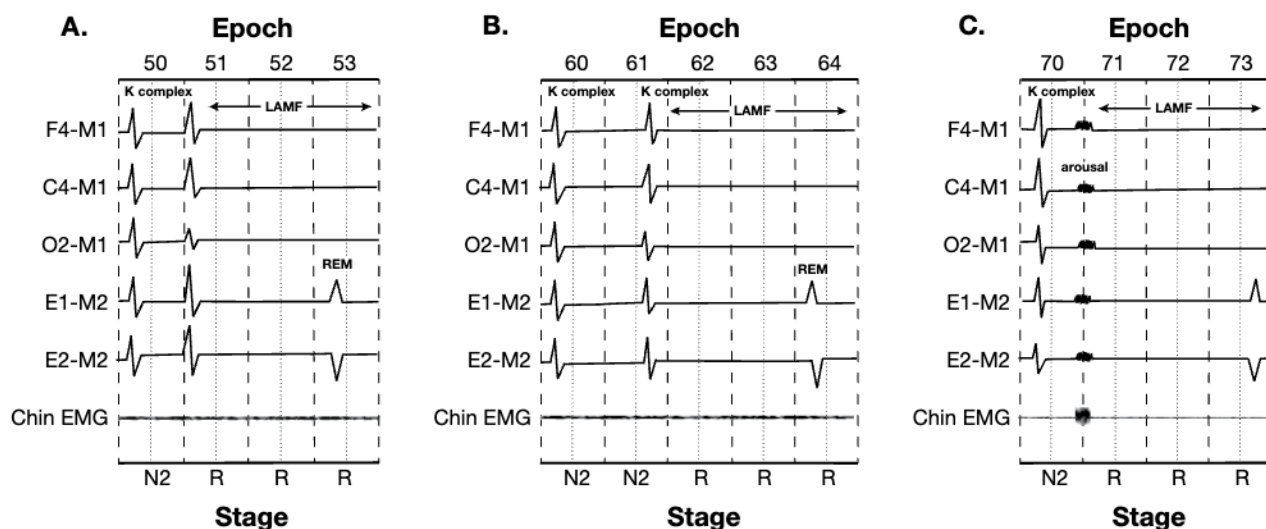 A.
Epoch
50 51 52 53
K complex
LAMF
F4-M1
C4-M1
O2-M1
REM
E1-M2
E2-M2
Chin EMG
N2 R R R
Stage
B.
Epoch
60 61 62 63 64
K complex K complex
LAMF
F4-M1
C4-M1
O2-M1
REM
E1-M2
E2-M2
Chin EMG
N2 N2 R R R
Stage
C.
Epoch
70 71 72 73
K complex
LAMF
F4-M1
arousal
C4-M1
O2-M1
E1-M2
E2-M2
Chin EMG
N2 R R R
Stage